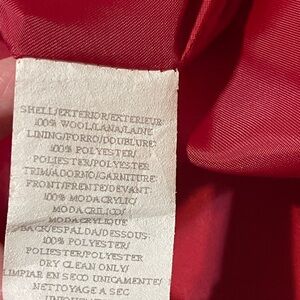 SHELL/EXTERIOR/EXTERIEUR:
100% WOOL/LANA/LAINE
LINING/FORRO/DOUBLURE:
100% POLYESTER/
POLIESTER/POLYESTER
TRIM/ADORNO/GARNITURE:
FRONT/FRENTE/DEVANT:
100% MODACRYLIC/
MODACRILICO/
MODACRYLIQUE
BACK/ESPALDA/DESSOUS:
100% POLYESTER/
POLIESTER/POLYESTER
DRY CLEAN ONLY/
LIMPIAR EN SECO UNICAMENTE/
NETTOYAGE A SEC